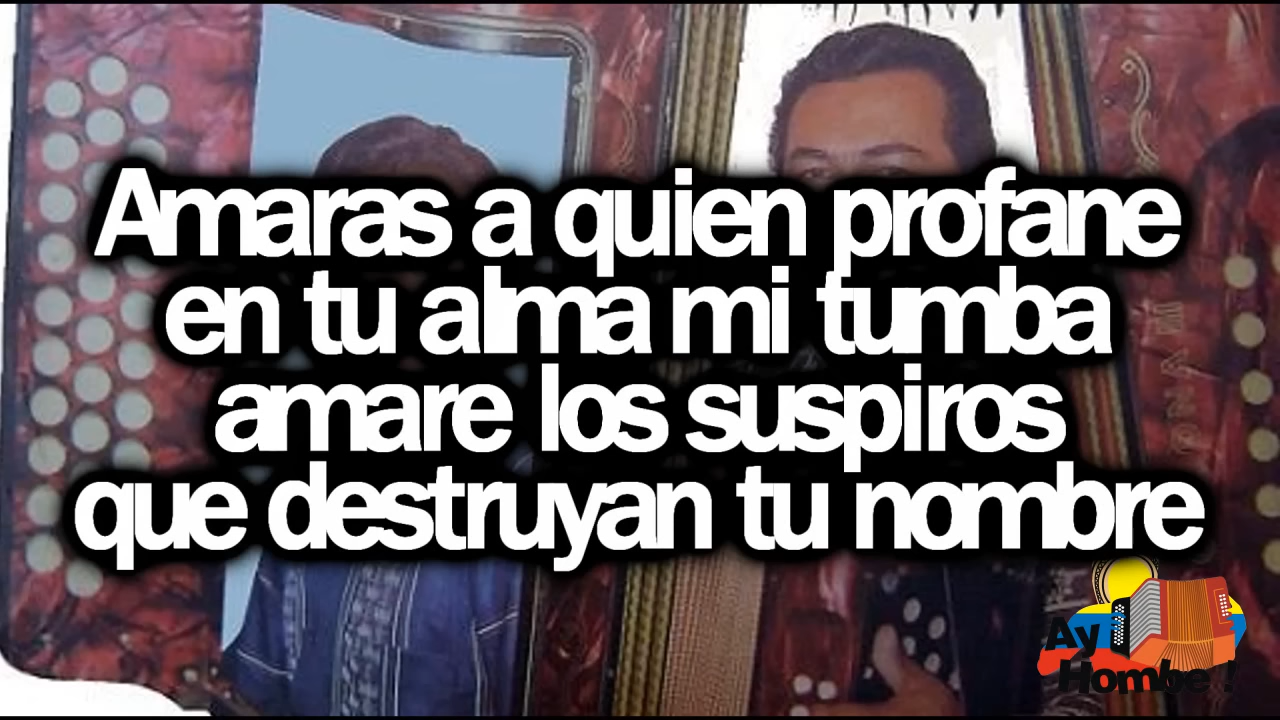 Amaras a quien profane
en tu alma mi tumba
amare los suspiros
que destruyan tu nombre
Ay
Hombe !